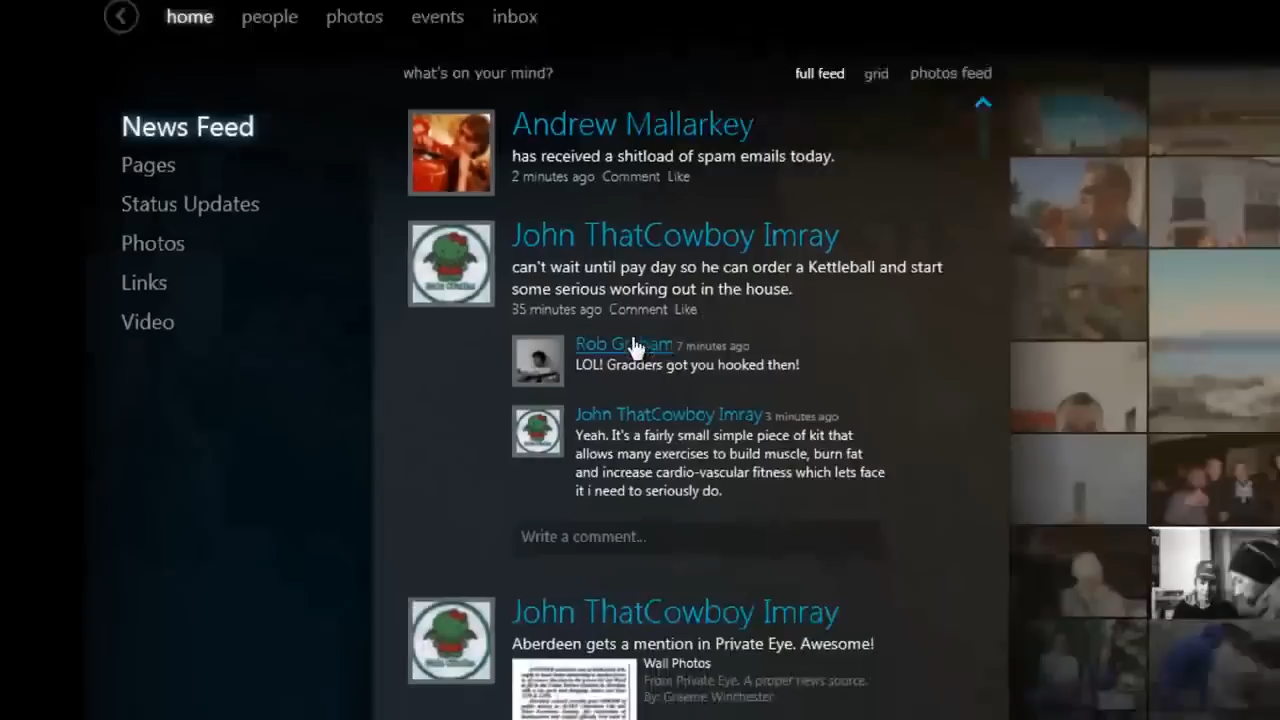 home people photos events inbox
what's on your mind? full feed grid photos feed
News Feed
Pages
Status Updates
Photos
Links
Video
Andrew Mallarkey
has received a shitload of spam emails today.
2 minutes ago Comment Like
John ThatCowboy Imray
can't wait until pay day so he can order a Kettleball and start
some serious working out in the house.
35 minutes ago Comment Like
Rob 7 minutes ago
LOL! Gradders got you hooked then!
John ThatCowboy Imray 3 minutes ago
Yeah. It's a fairly small simple piece of kit that
allows many exercises to build muscle, burn fat
and increase cardio-vascular fitness which lets face
it i need to seriously do.
Write a comment...
John ThatCowboy Imray
Aberdeen gets a mention in Private Eye. Awesome!
Wall Photos
From Private Eye. A proper news source.
By: Graeme Winchester